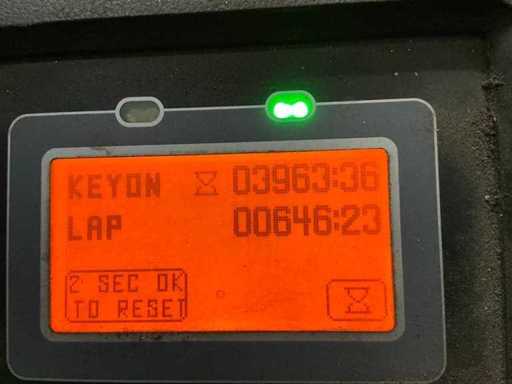 KEYON 03963:36
LAP 00646:23
2 SEC OK
TO RESET